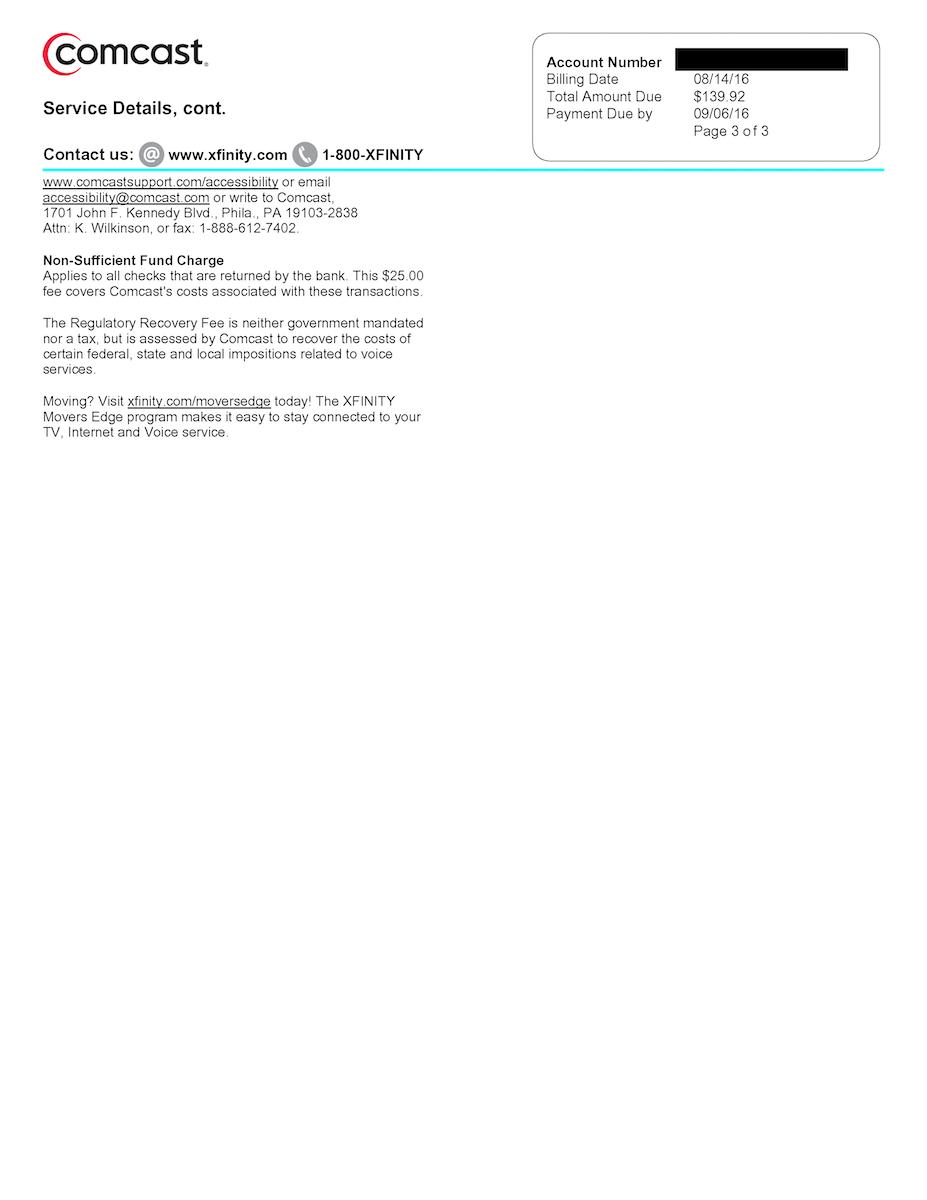 Comcast.
Service Details, cont.
Contact us: @ www.xfinity.com 1-800-XFINITY
Account Number
Billing Date 08/14/16
Total Amount Due $139.92
Payment Due by 09/06/16
Page 3 of 3
www.comcastsupport.com/accessibility or email
accessibility@comcast.com or write to Comcast,
1701 John F. Kennedy Blvd., Phila., PA 19103-2838
Attn: K. Wilkinson, or fax: 1-888-612-7402.
Non-Sufficient Fund Charge
Applies to all checks that are returned by the bank. This $25.00
fee covers Comcast's costs associated with these transactions.
The Regulatory Recovery Fee is neither government mandated
nor a tax, but is assessed by Comcast to recover the costs of
certain federal, state and local impositions related to voice
services.
Moving? Visit xfinity.com/moversedge today! The XFINITY
Movers Edge program makes it easy to stay connected to your
TV, Internet and Voice service.